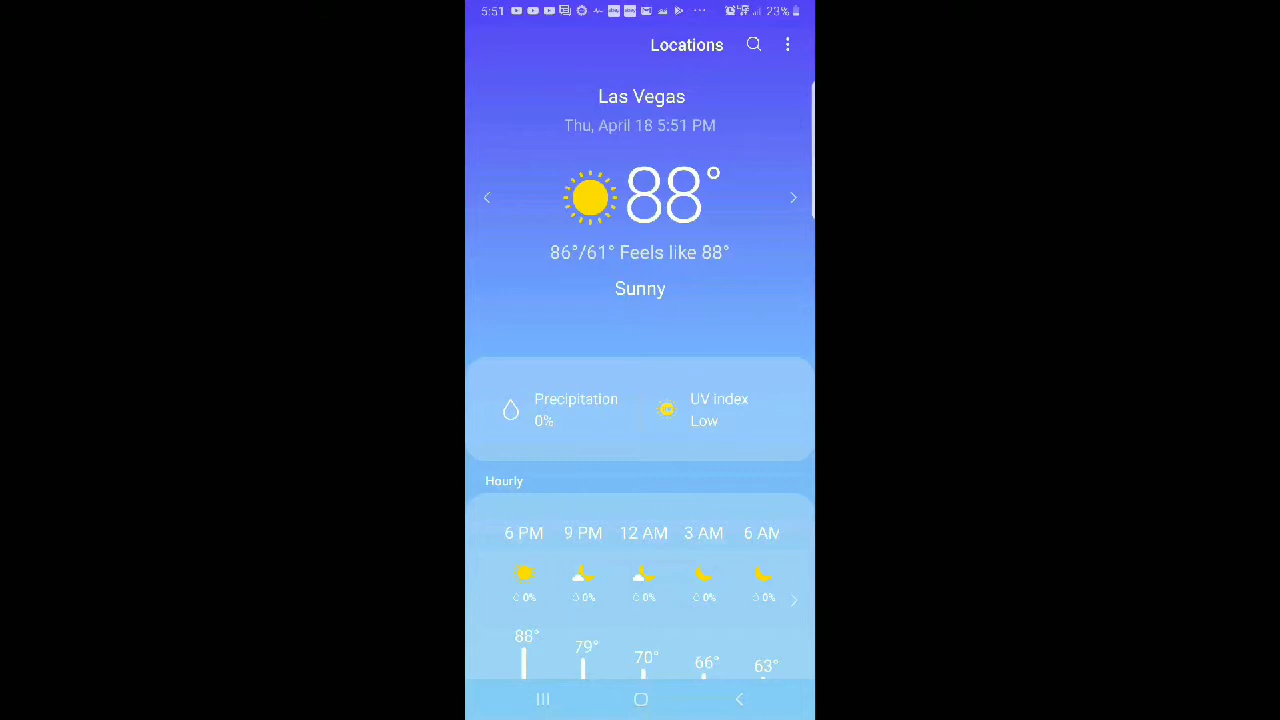 5:51 23%
Locations
Las Vegas
Thu, April 18 5:51 PM
88°
86°/61° Feels like 88°
Sunny
Precipitation
0%
UV index
Low
Hourly
6 PM 9 PM 12 AM 3 AM 6 AM
0% 0% 0% 0% 0%
88° 79° 70° 66° 63°